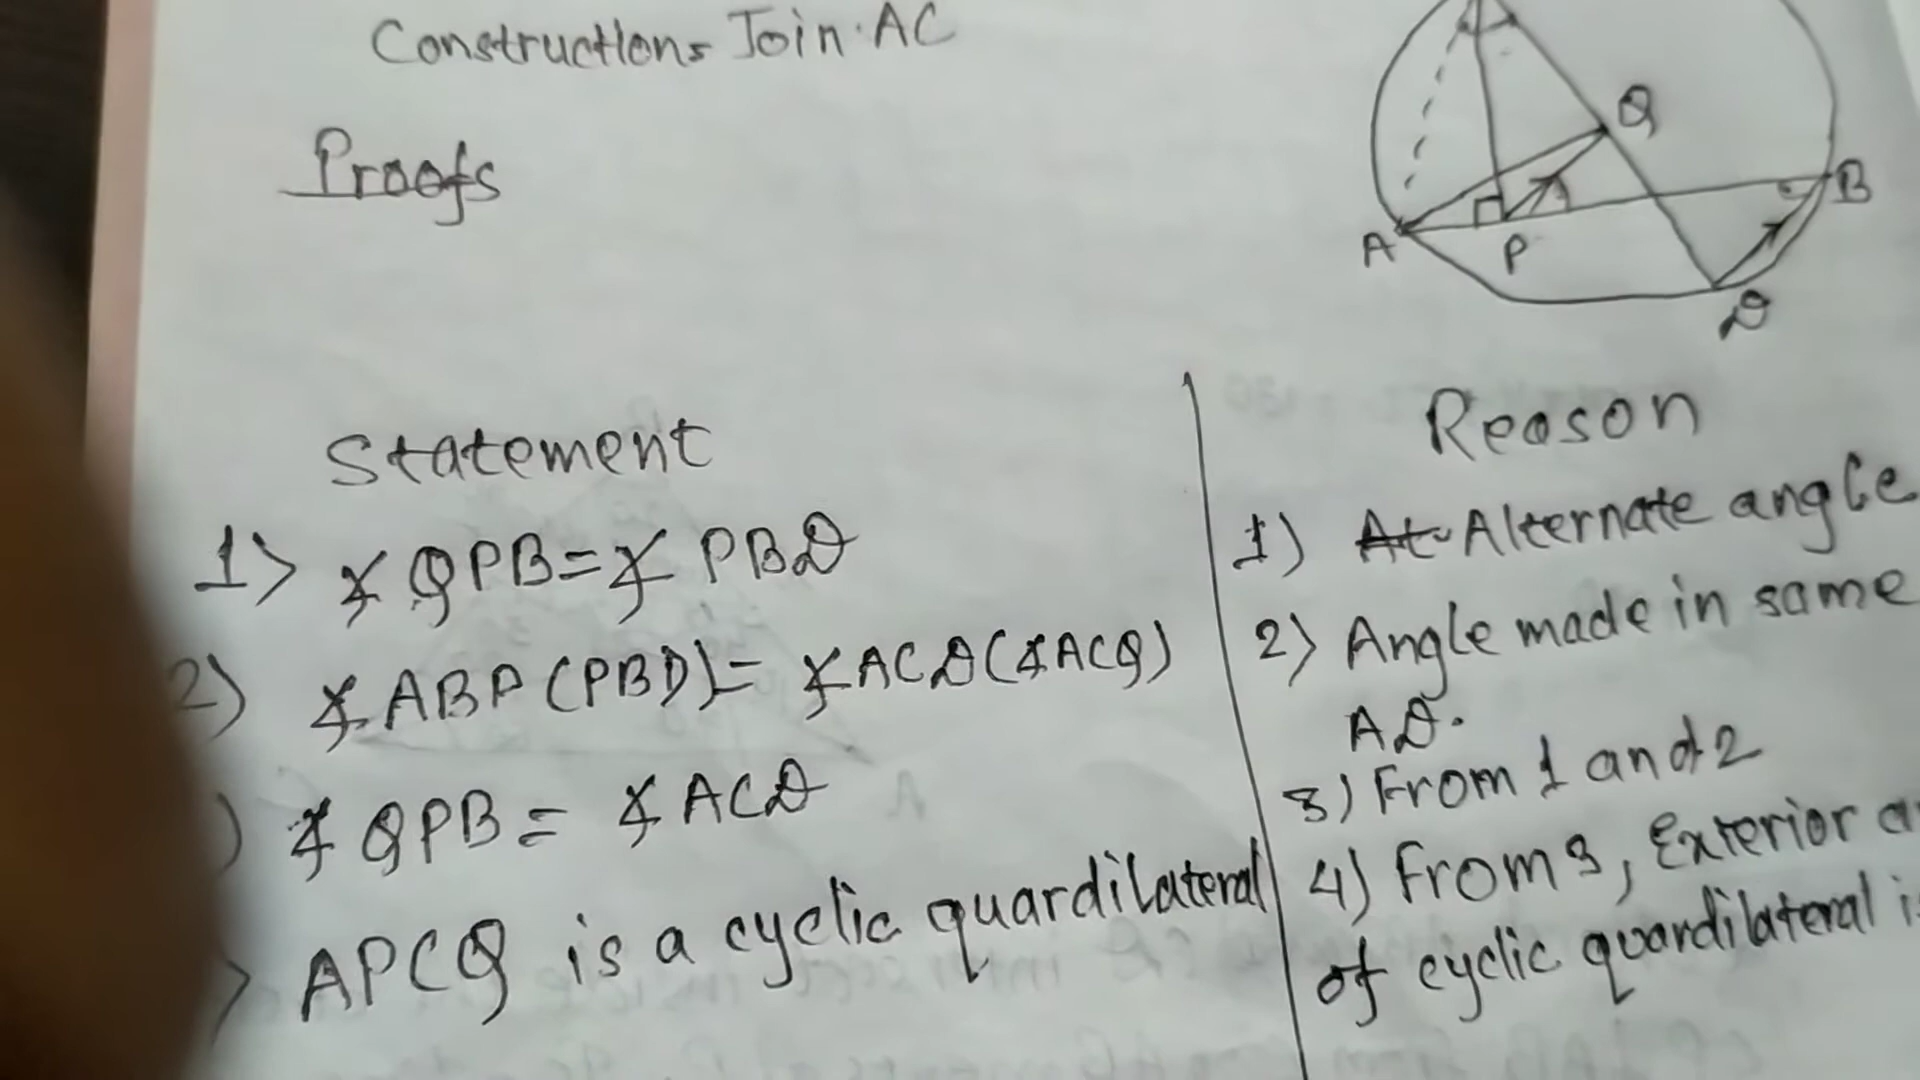 Constructions Join AC
Proofs
Q
B
A
P
D
Statement
Reason
1) ∡ QPB = ∡ PBD
1) At Alternate angle
2) ∡ ABD (PBD) = ∡ ACD (∡ACQ)
2) Angle made in same
AD.
) ∡ QPB = ∡ ACD
3) From 1 and 2
> APCQ is a cyclic quardilateral
4) From 3, Exterior
of cyclic quardilateral